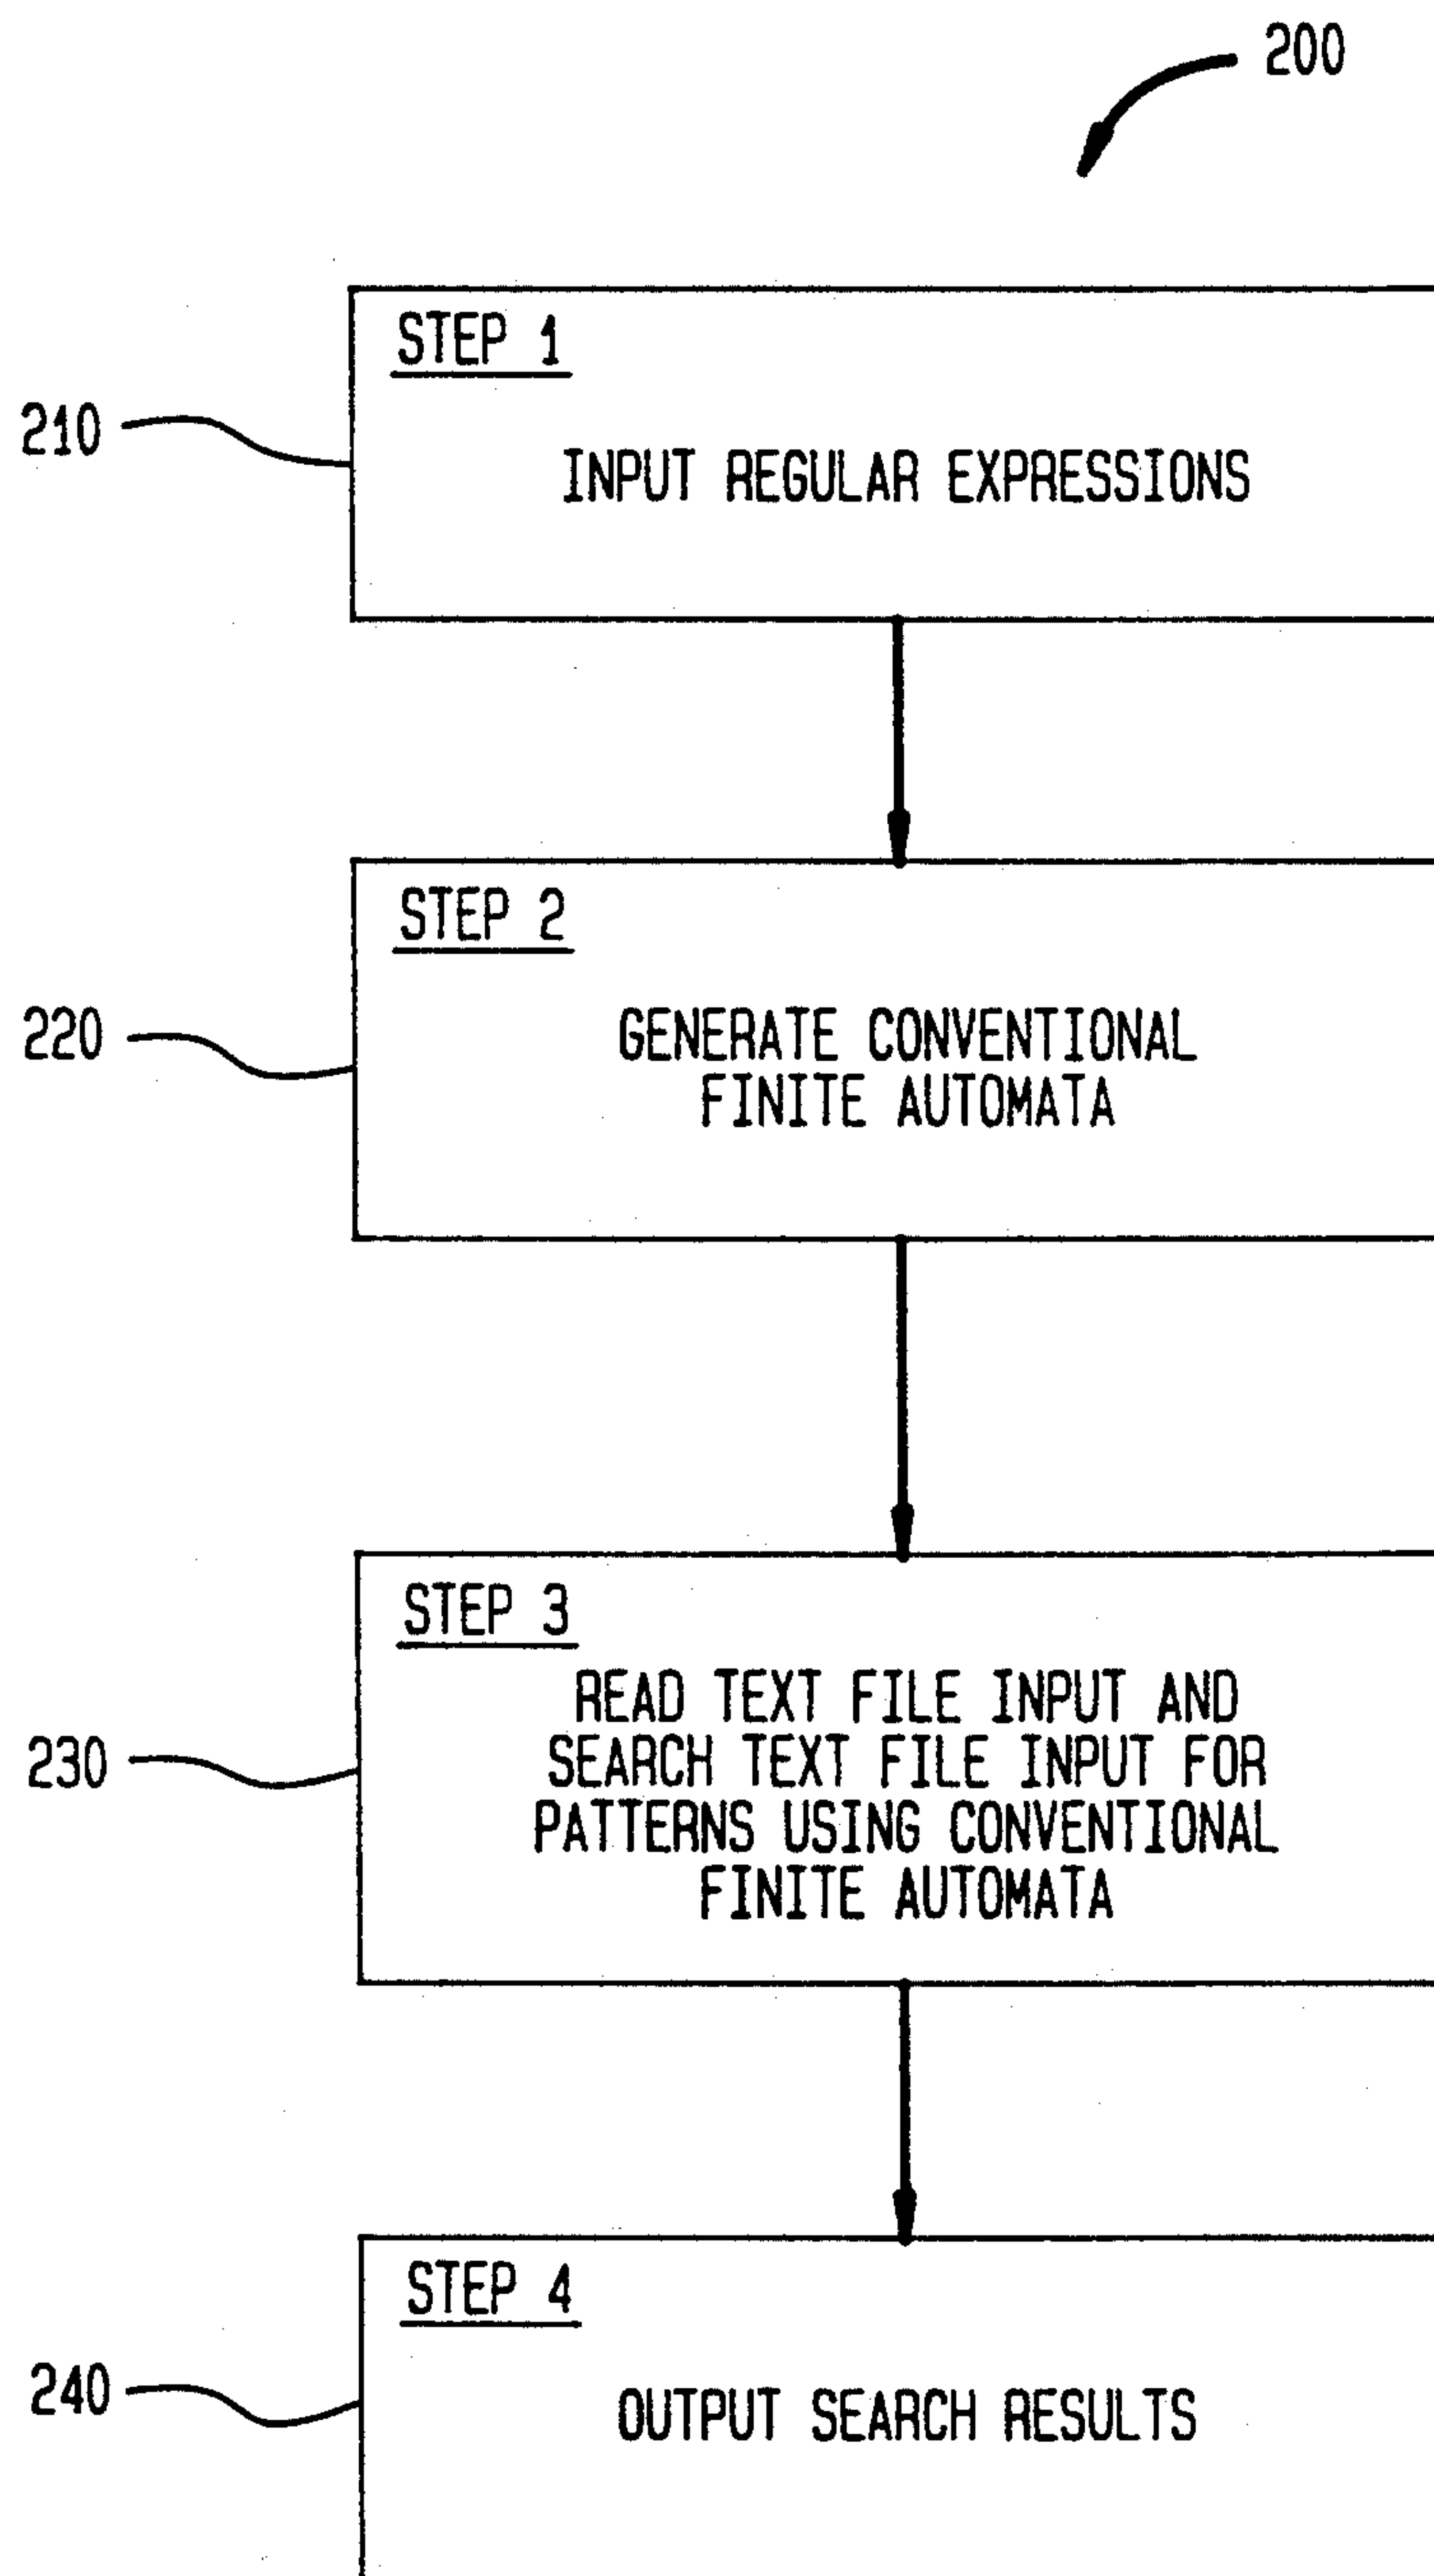 200
STEP 1
210
INPUT REGULAR EXPRESSIONS
STEP 2
220
GENERATE CONVENTIONAL
FINITE AUTOMATA
STEP 3
230
READ TEXT FILE INPUT AND
SEARCH TEXT FILE INPUT FOR
PATTERNS USING CONVENTIONAL
FINITE AUTOMATA
STEP 4
240
OUTPUT SEARCH RESULTS